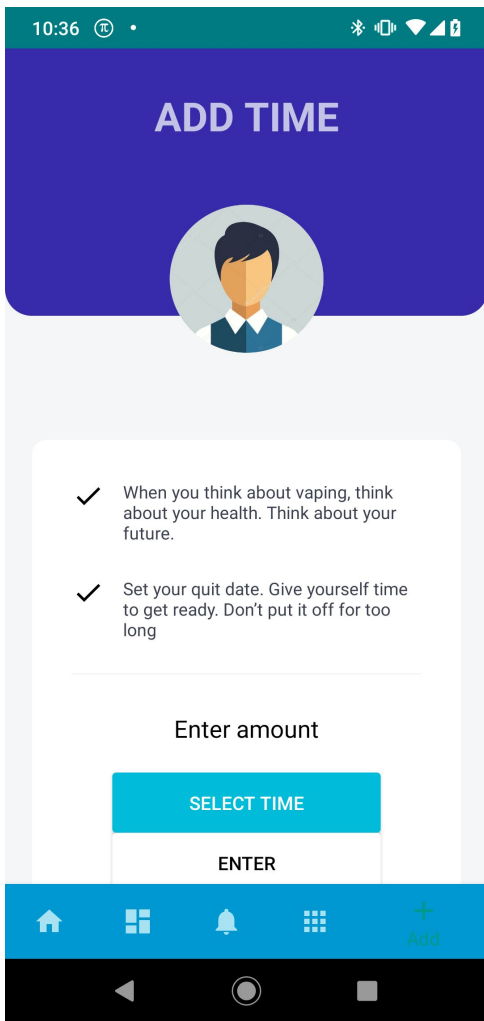 10:36
ADD TIME
When you think about vaping, think
about your health. Think about your
future.
Set your quit date. Give yourself time
to get ready. Don’t put it off for too
long
Enter amount
SELECT TIME
ENTER
Add